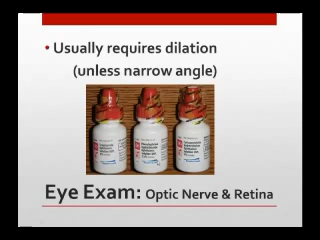 • Usually requires dilation
(unless narrow angle)
Eye Exam: Optic Nerve & Retina